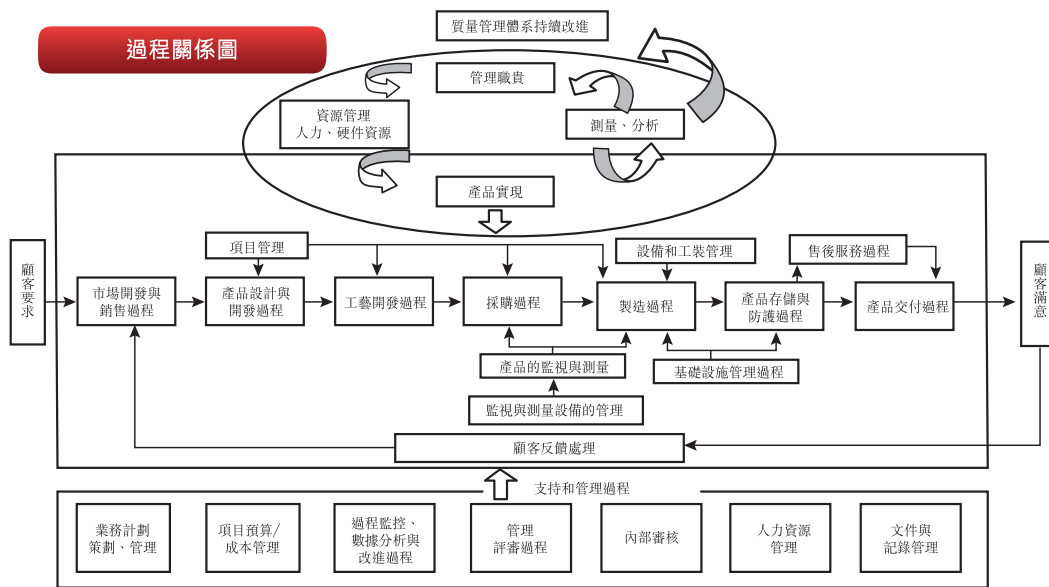 質量管理體系持續改進
過程關係圖
管理職貴
資源管理
人力、硬件資源
測量、分析
產品實現
項目管理
設備和工裝管理
售後服務過程
顧客要求
市場開發與
銷售過程
產品設計與
開發過程
工藝開發過程
採購過程
製造過程
產品存儲與
防護過程
產品交付過程
顧客滿意
產品的監視與測量
基礎設施管理過程
監視與測量設備的管理
顧客反饋處理
支持和管理過程
業務計劃
策劃、管理
項目預算/
成本管理
過程監控、
數據分析與
改進過程
管理
評審過程
內部審核
人力資源
管理
文件與
記錄管理